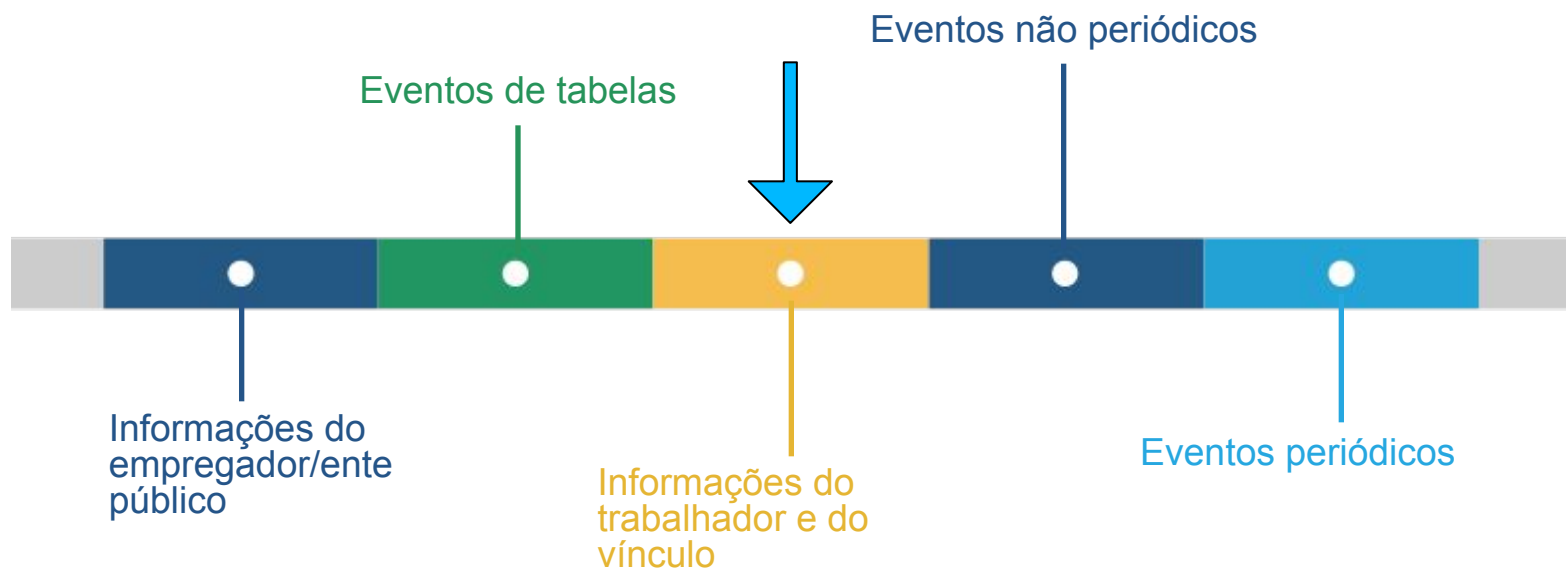 Eventos não periódicos
Eventos de tabelas
Informações do
empregador/ente
público
Informações do
trabalhador e do
vínculo
Eventos periódicos